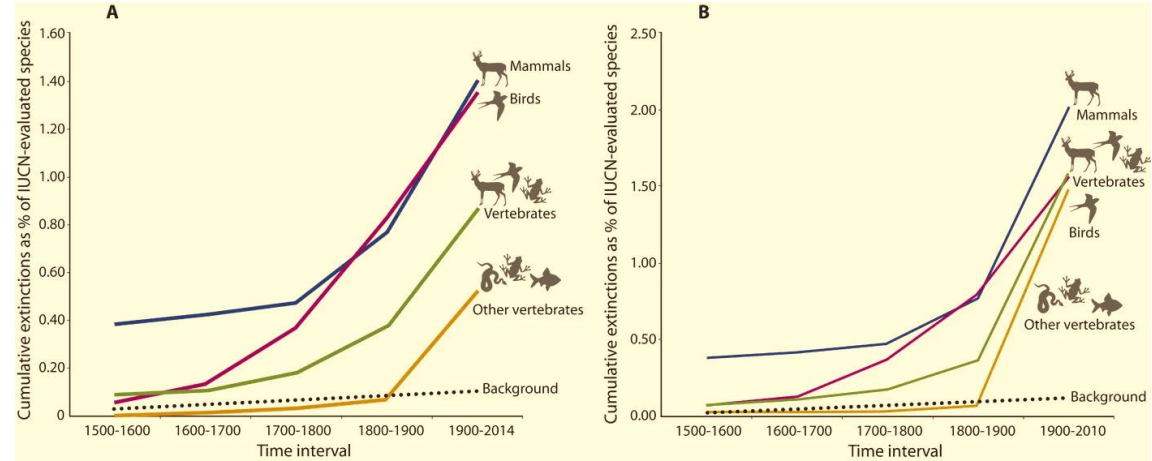 A
Cumulative extinctions as % of IUCN-evaluated species
1.60
1.40
1.20
1.00
0.80
0.60
0.40
0.20
0
Mammals
Birds
Vertebrates
Other vertebrates
Background
1500-1600 1600-1700 1700-1800 1800-1900 1900-2014
Time interval
B
Cumulative extinctions as % of IUCN-evaluated species
2.50
2.00
1.50
1.00
0.50
0.00
Mammals
Vertebrates
Birds
Other vertebrates
Background
1500-1600 1600-1700 1700-1800 1800-1900 1900-2010
Time interval